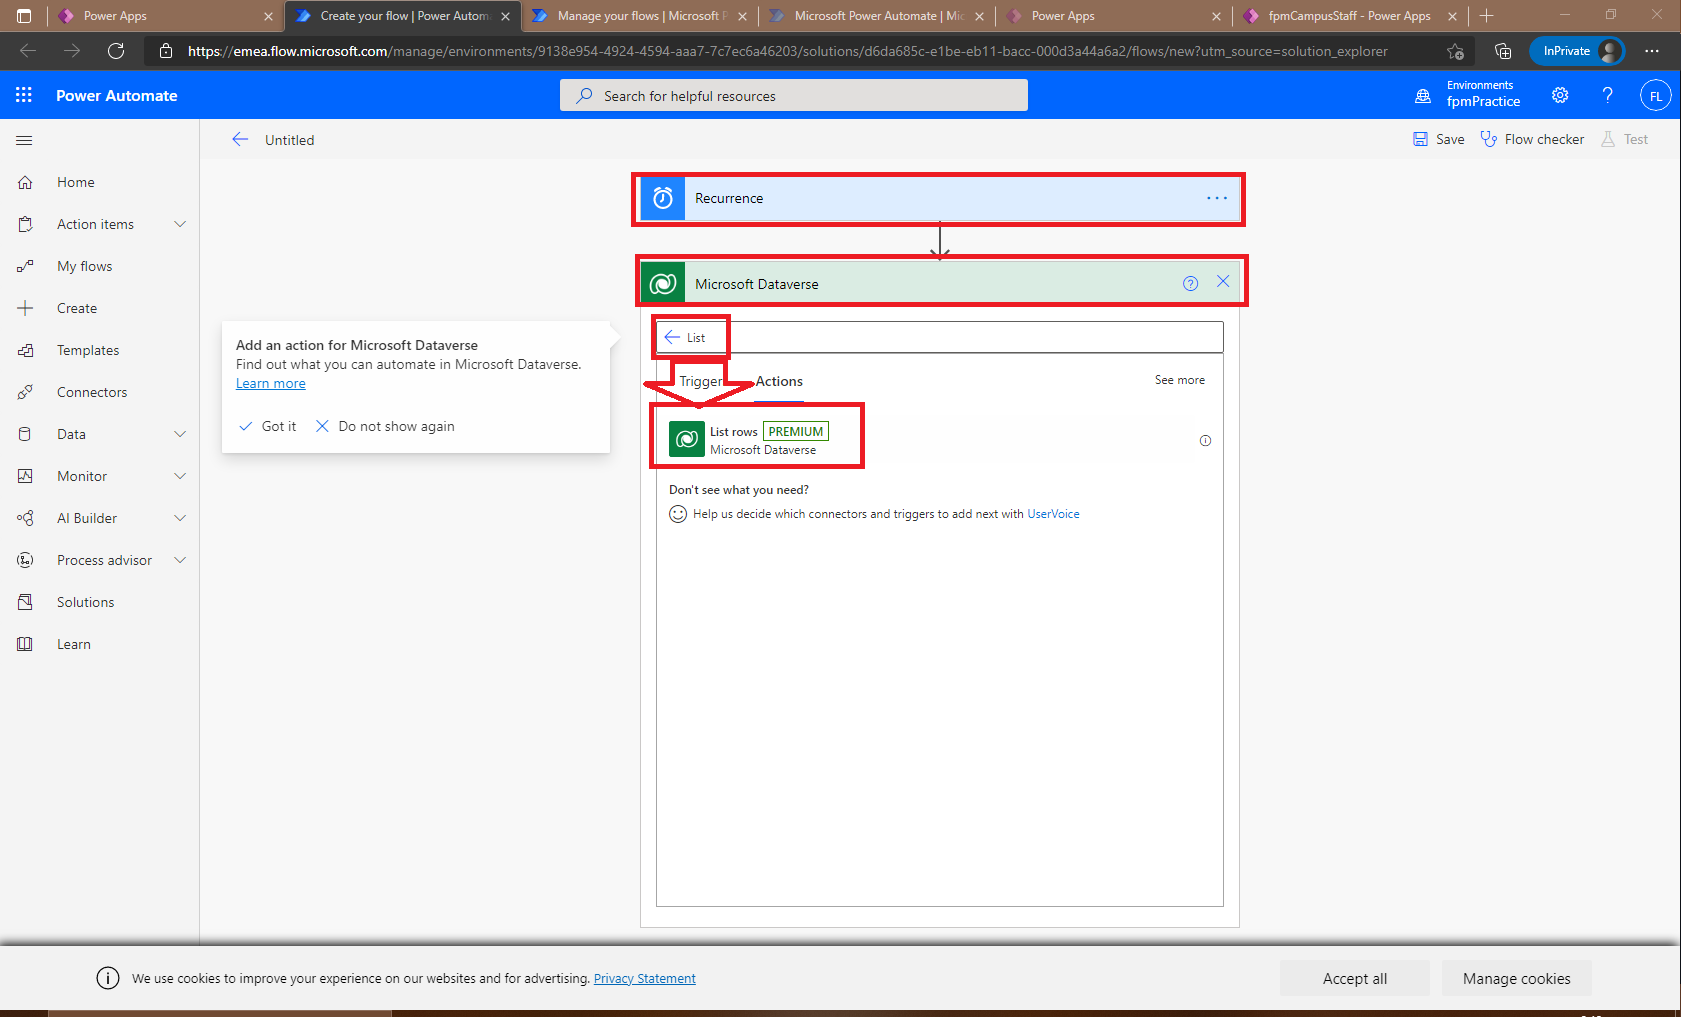 Power Apps
Create your flow | Power Autom
Manage your flows | Microsoft P
Microsoft Power Automate | Mic
Power Apps
fpmCampusStaff - Power Apps
https://emea.flow.microsoft.com/manage/environments/9138e954-4924-4594-aaa7-7c7ec6a46203/solutions/d6da685c-e1be-eb11-bacc-000d3a44a6a2/flows/new?utm_source=solution_explorer
InPrivate
Power Automate
Search for helpful resources
Environments
fpmPractice
FL
Untitled
Save
Flow checker
Test
Home
Action items
My flows
Create
Templates
Connectors
Data
Monitor
AI Builder
Process advisor
Solutions
Learn
Recurrence
Microsoft Dataverse
Add an action for Microsoft Dataverse
Find out what you can automate in Microsoft Dataverse.
Learn more
Got it
Do not show again
List
Trigger
Actions
See more
List rows PREMIUM
Microsoft Dataverse
Don't see what you need?
Help us decide which connectors and triggers to add next with UserVoice
We use cookies to improve your experience on our websites and for advertising. Privacy Statement
Accept all
Manage cookies